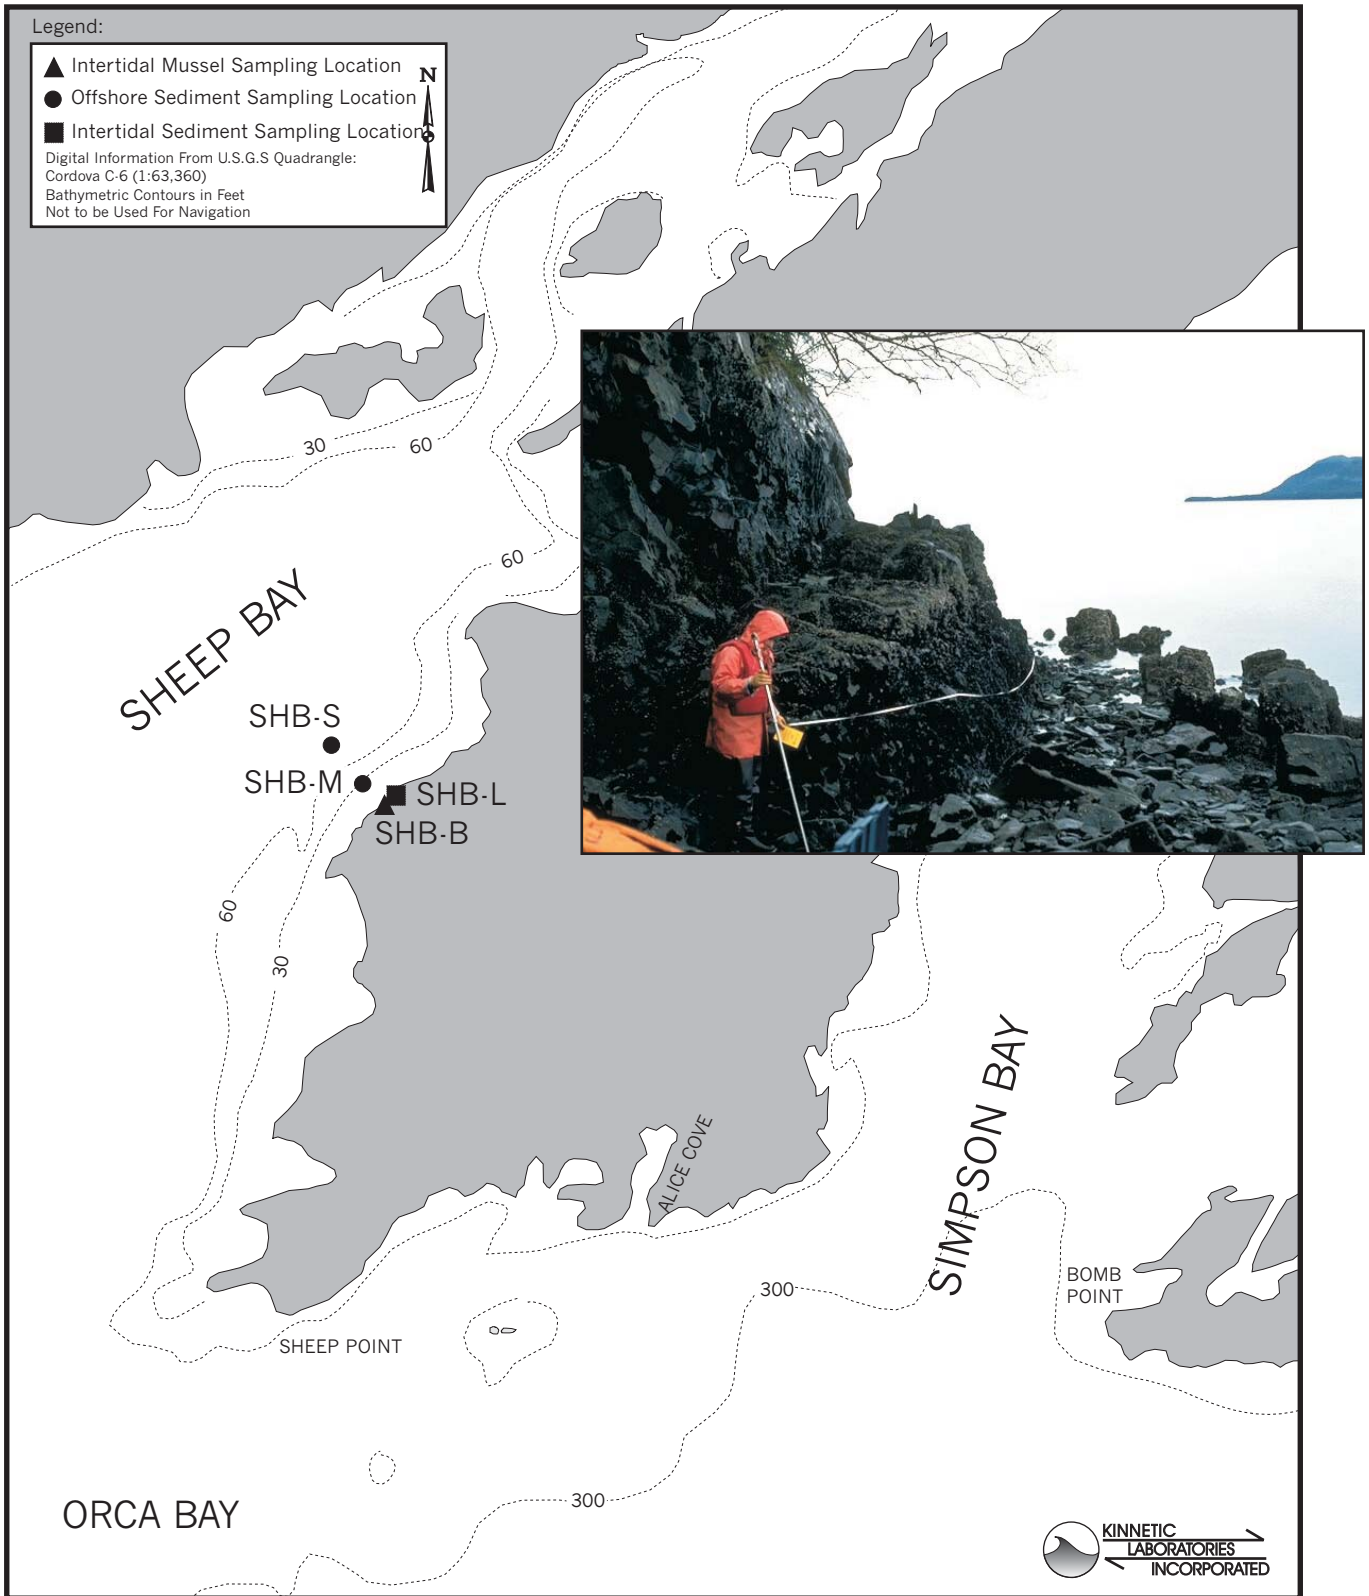 Legend:
Intertidal Mussel Sampling Location
N
Offshore Sediment Sampling Location
Intertidal Sediment Sampling Location
Digital Information From U.S.G.S Quadrangle:
Cordova C-6 (1:63,360)
Bathymetric Contours in Feet
Not to be Used For Navigation
30
60
60
SHEEP BAY
SHB-S
SHB-M
SHB-L
SHB-B
60
30
ALICE COVE
SIMPSON BAY
BOMB
POINT
300
SHEEP POINT
300
ORCA BAY
KINNETIC
LABORATORIES
INCORPORATED